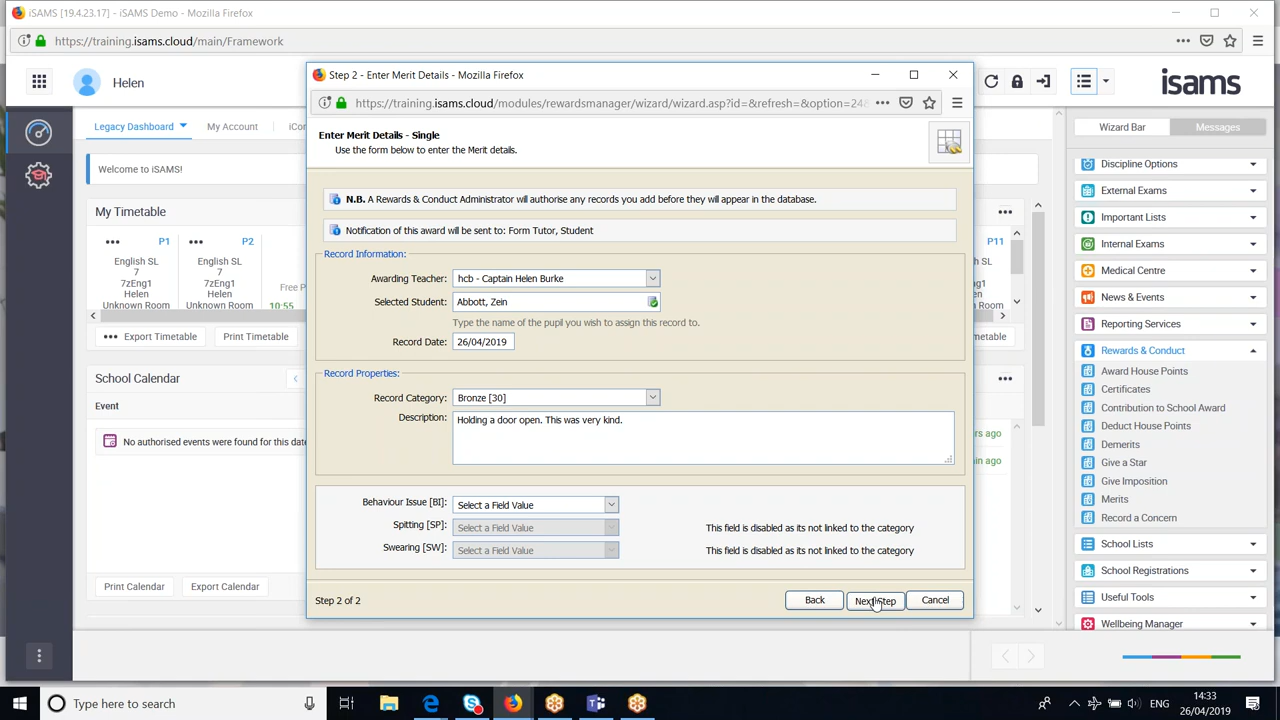 iSAMS [19.4.23.17] - iSAMS Demo - Mozilla Firefox
https://training.isams.cloud/main/Framework
Helen
isams
Legacy Dashboard
My Account
Welcome to iSAMS!
My Timetable
P1
English SL
7
7zEng1
Helen
Unknown Room
P2
English SL
7
7zEng1
Helen
Unknown Room
Free P
10:55
P11
Export Timetable
Print Timetable
School Calendar
Event
No authorised events were found for this date
Print Calendar
Export Calendar
Step 2 - Enter Merit Details - Mozilla Firefox
https://training.isams.cloud/modules/rewardsmanager/wizard/wizard.asp?id=&refresh=&option=24&
Enter Merit Details - Single
Use the form below to enter the Merit details.
N.B. A Rewards & Conduct Administrator will authorise any records you add before they will appear in the database.
Notification of this award will be sent to: Form Tutor, Student
Record Information:
Awarding Teacher: hcb - Captain Helen Burke
Selected Student: Abbott, Zein
Type the name of the pupil you wish to assign this record to.
Record Date: 26/04/2019
Record Properties:
Record Category: Bronze [30]
Description: Holding a door open. This was very kind.
Behaviour Issue [BI]: Select a Field Value
Spitting [SP]: Select a Field Value This field is disabled as its not linked to the category
Swearing [SW]: Select a Field Value This field is disabled as its not linked to the category
Step 2 of 2
Back
Next Step
Cancel
Wizard Bar
Messages
Discipline Options
External Exams
Important Lists
Internal Exams
Medical Centre
News & Events
Reporting Services
Rewards & Conduct
Award House Points
Certificates
Contribution to School Award
Deduct House Points
Demerits
Give a Star
Give Imposition
Merits
Record a Concern
School Lists
School Registrations
Useful Tools
Wellbeing Manager
Type here to search
ENG
14:33
26/04/2019